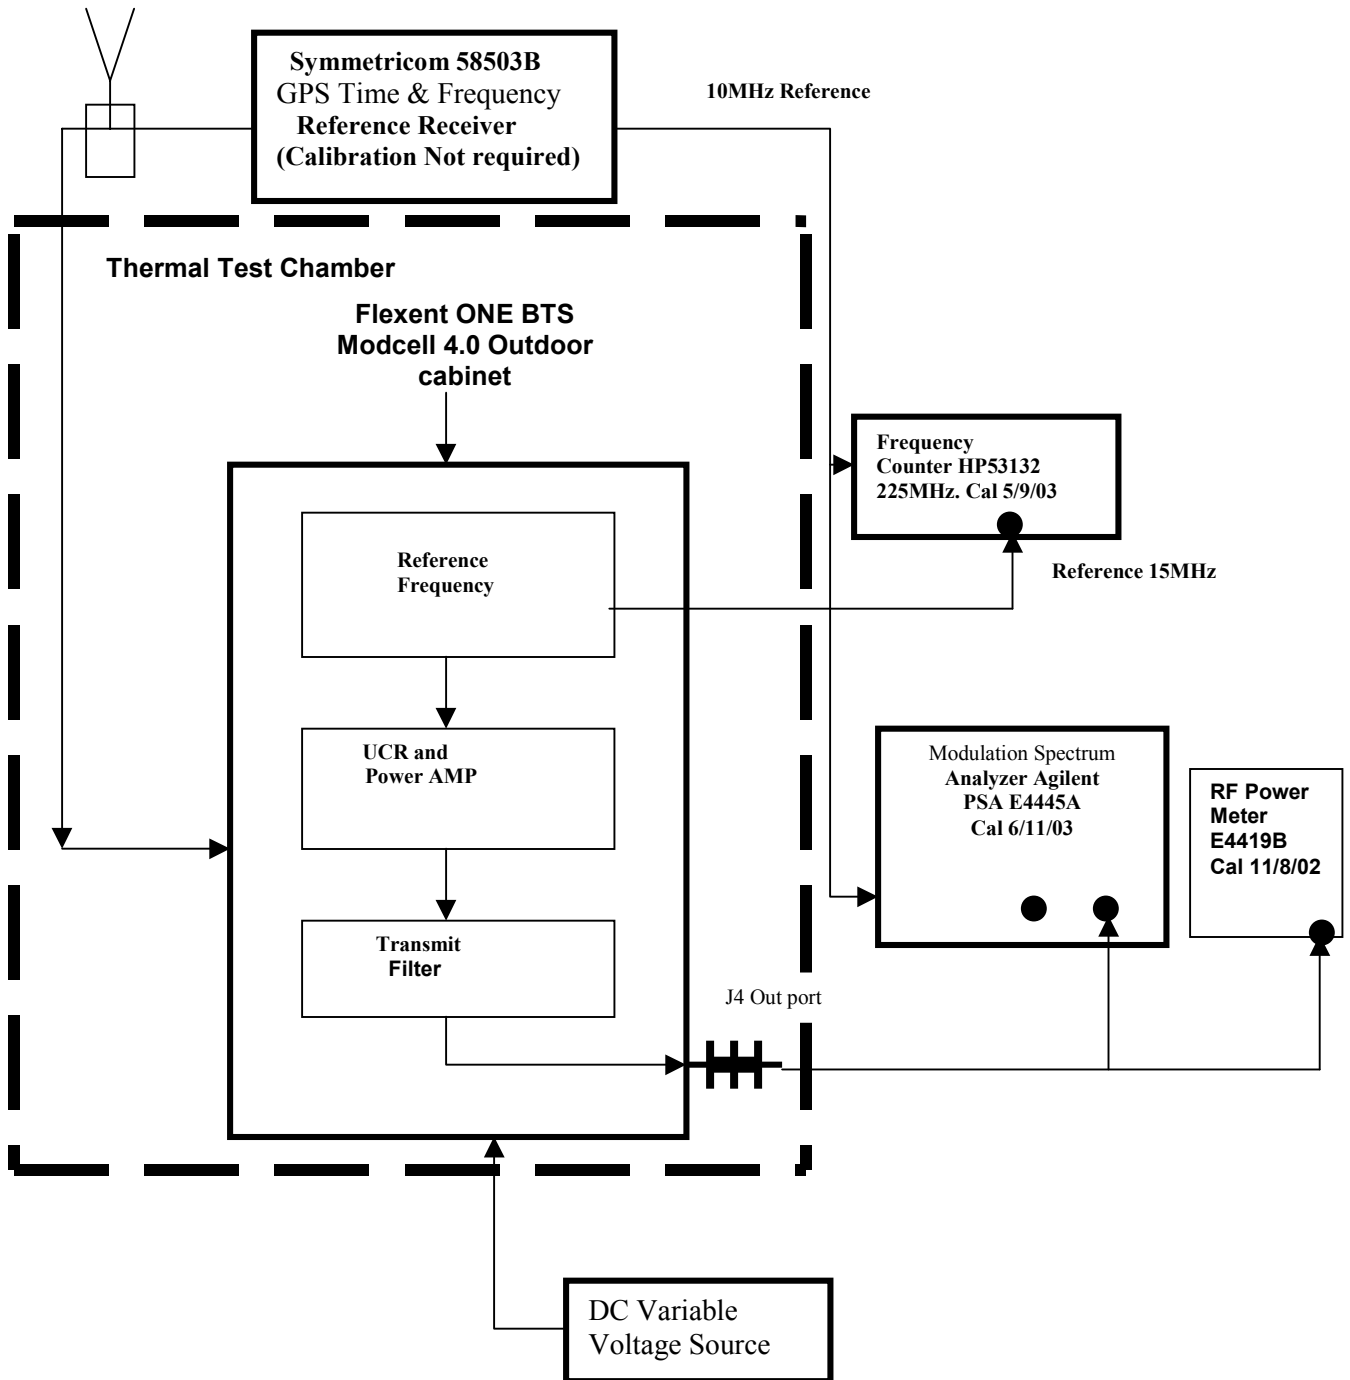 Symmetricom 58503B
GPS Time & Frequency
Reference Receiver
(Calibration Not required)
10MHz Reference
Thermal Test Chamber
Flexent ONE BTS
Modcell 4.0 Outdoor
cabinet
Frequency
Counter HP53132
225MHz. Cal 5/9/03
Reference
Frequency
Reference 15MHz
UCR and
Power AMP
Modulation Spectrum
Analyzer Agilent
PSA E4445A
Cal 6/11/03
RF Power
Meter
E4419B
Cal 11/8/02
Transmit
Filter
J4 Out port
DC Variable
Voltage Source